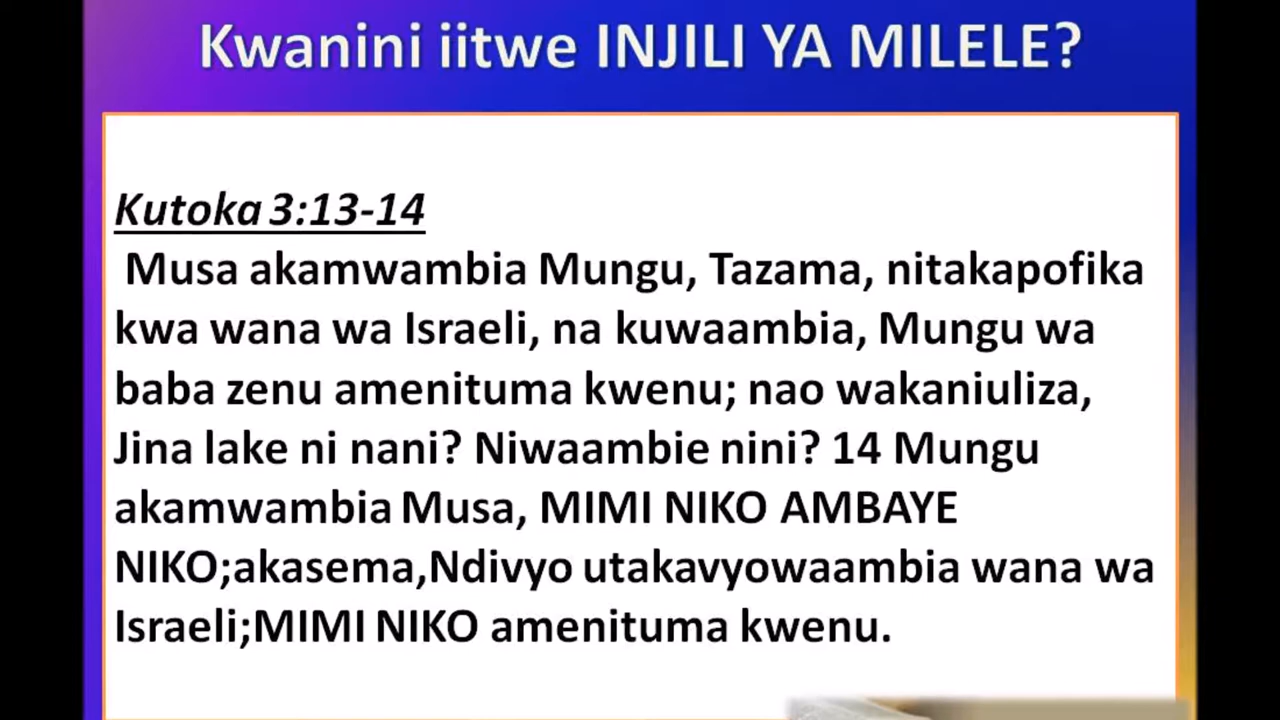 Kwanini iitwe INJILI YA MILELE?
Kutoka 3:13-14
Musa akamwambia Mungu, Tazama, nitakapofika
kwa wana wa Israeli, na kuwaambia, Mungu wa
baba zenu amenituma kwenu; nao wakaniuliza,
Jina lake ni nani? Niwaambie nini? 14 Mungu
akamwambia Musa, MIMI NIKO AMBAYE
NIKO;akasema,Ndivyo utakavyowaambia wana wa
Israeli;MIMI NIKO amenituma kwenu.